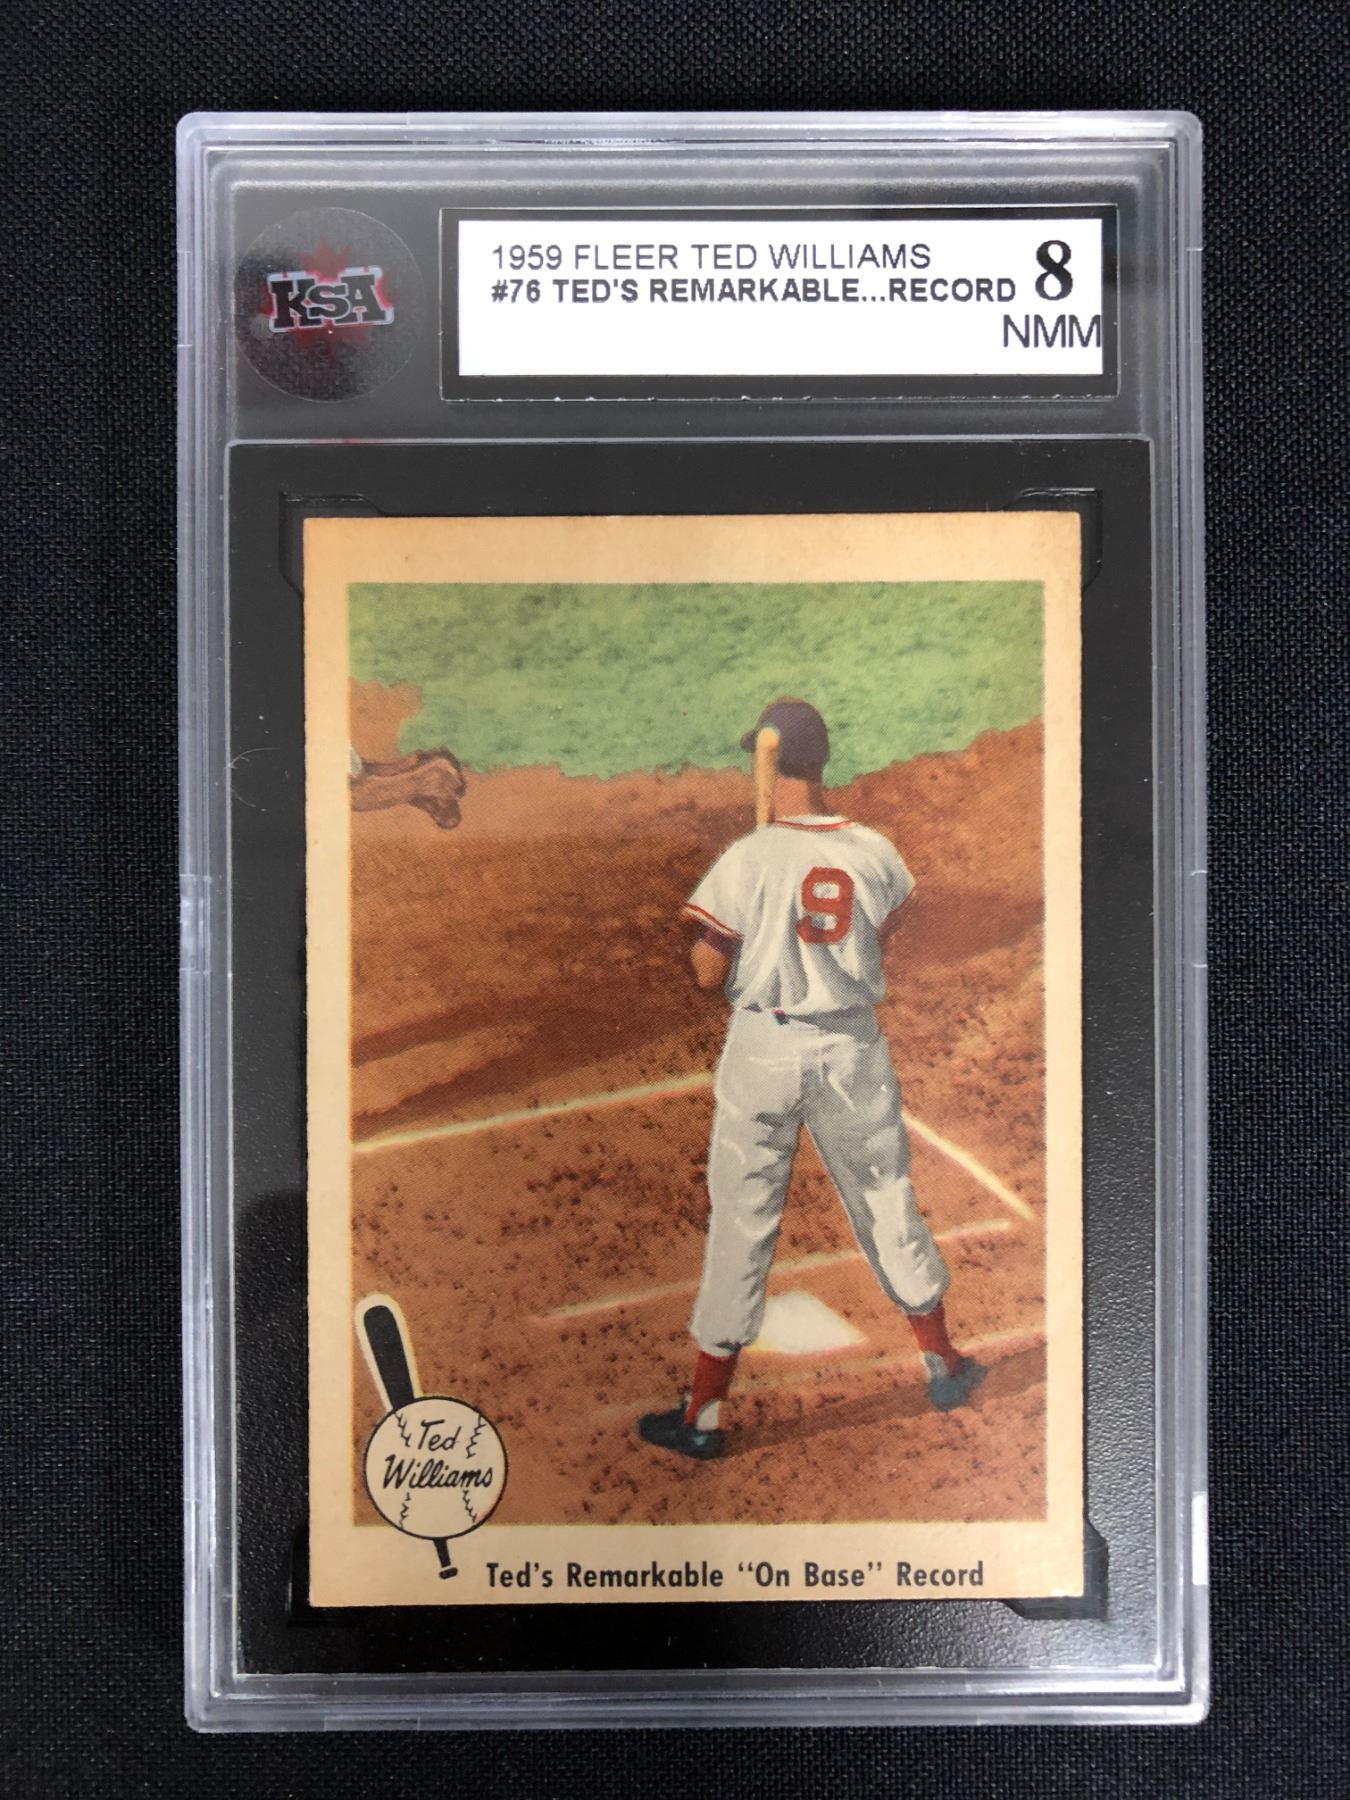 KSA
1959 FLEER TED WILLIAMS
#76 TED'S REMARKABLE...RECORD
8
NMM
9
Ted
Williams
Ted's Remarkable "On Base" Record